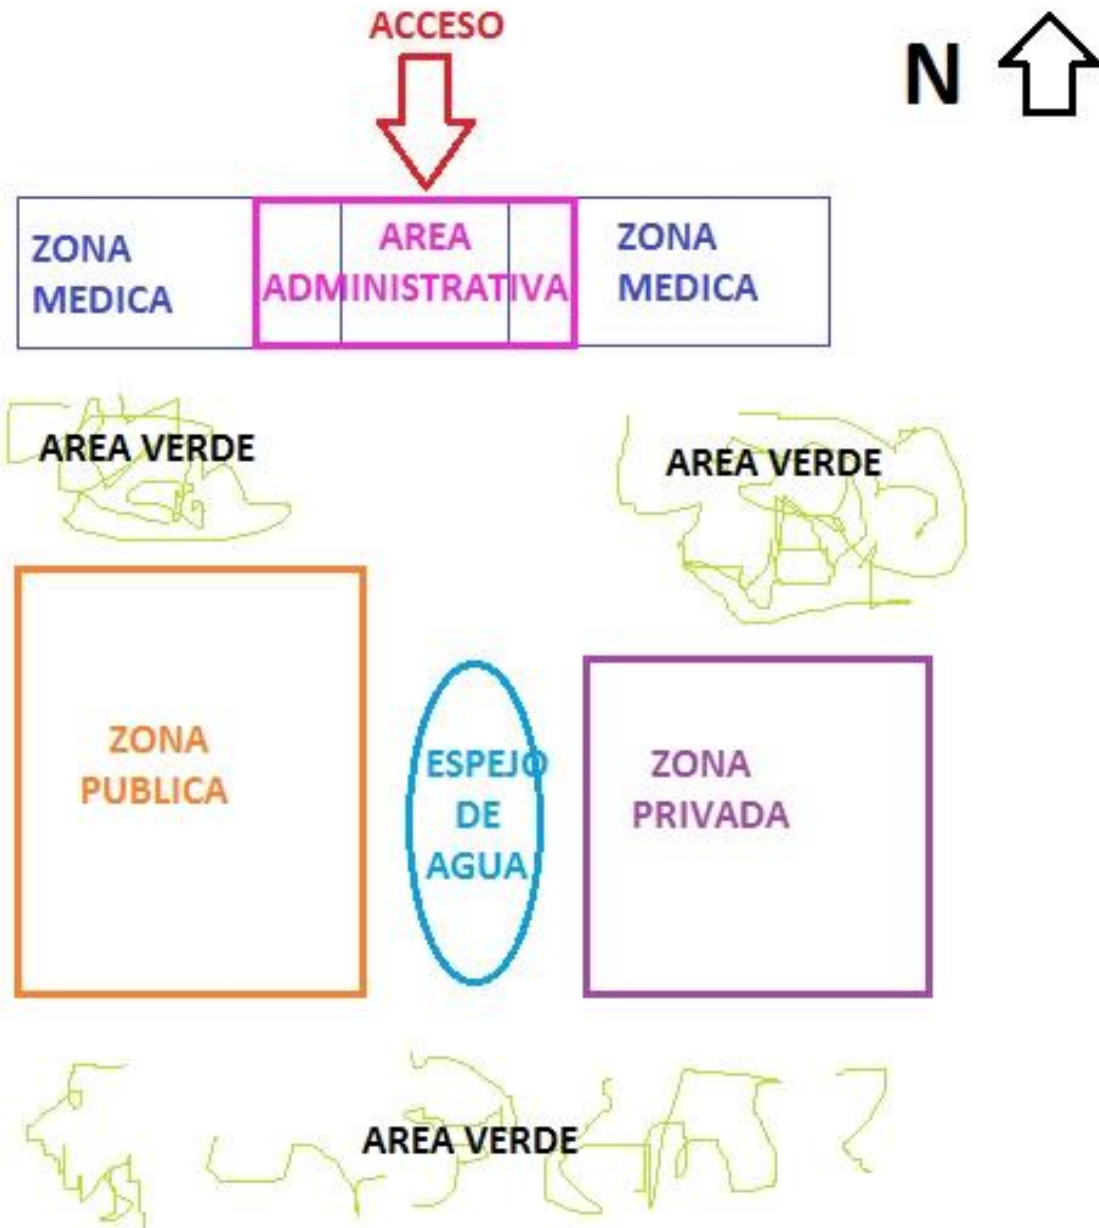 ACCESO
N
ZONA
MEDICA
AREA
ADMINISTRATIVA
ZONA
MEDICA
AREA VERDE
AREA VERDE
ZONA
PUBLICA
ESPEJO
DE
AGUA
ZONA
PRIVADA
AREA VERDE